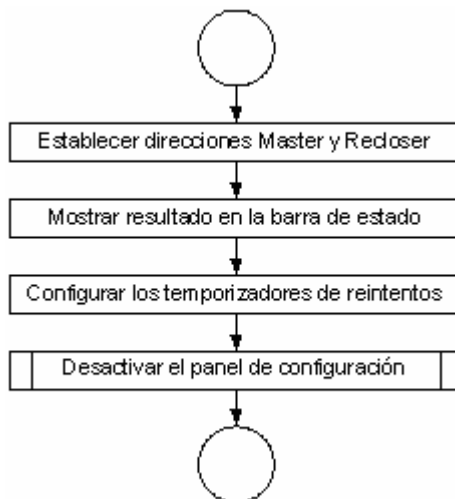 Establecer direcciones Master y Recloser
Mostrar resultado en la barra de estado
Configurar los temporizadores de reintentos
Desactivar el panel de configuración